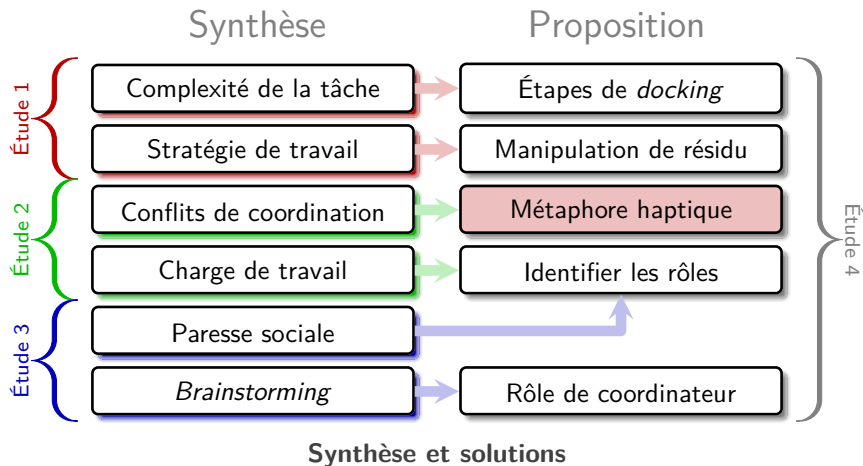 Synthèse
Proposition
Étude 1
Complexité de la tâche
Étapes de docking
Stratégie de travail
Manipulation de résidu
Étude 2
Conflits de coordination
Métaphore haptique
Charge de travail
Identifier les rôles
Étude 3
Paresse sociale
Brainstorming
Rôle de coordinateur
Étude 4
Synthèse et solutions